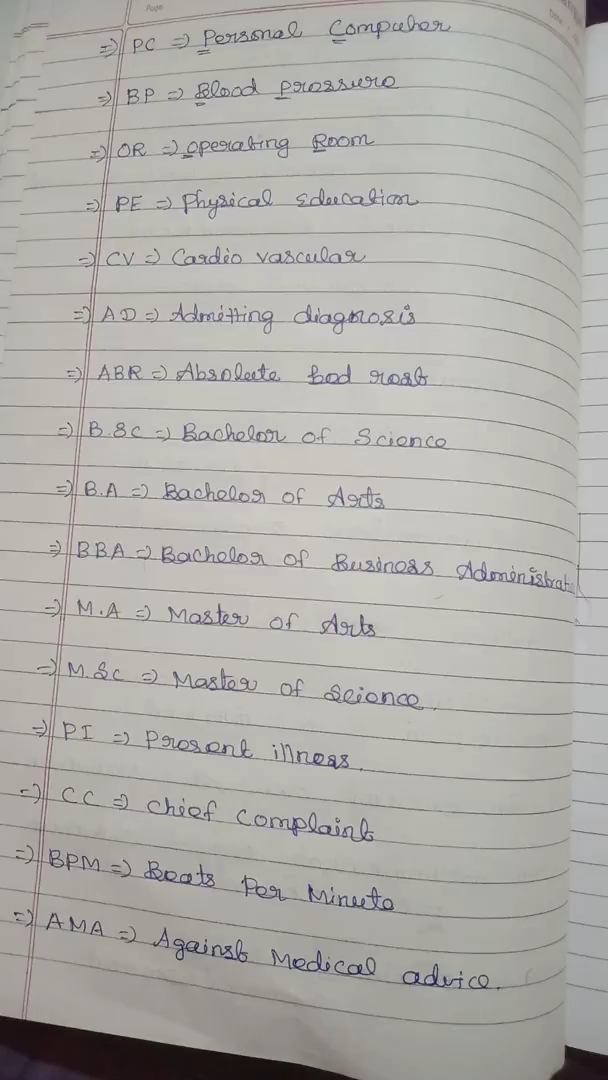 Page
⇒ PC ⇒ Personal Computer
⇒ BP ⇒ Blood Pressure
⇒ OR ⇒ Operating Room
⇒ PE ⇒ Physical Education
⇒ CV ⇒ Cardio vascular
⇒ AD ⇒ Admitting diagnosis
⇒ ABR ⇒ Absolute bed rest
⇒ B.SC ⇒ Bachelor of Science
⇒ B.A ⇒ Bachelor of Arts
⇒ BBA ⇒ Bachelor of Business Administrat
⇒ M.A ⇒ Master of Arts
⇒ M.Sc ⇒ Master of Science.
⇒ PI ⇒ Present illness.
⇒ CC ⇒ Chief Complaint
⇒ BPM ⇒ Beats Per Minute
⇒ AMA ⇒ Against Medical advice.